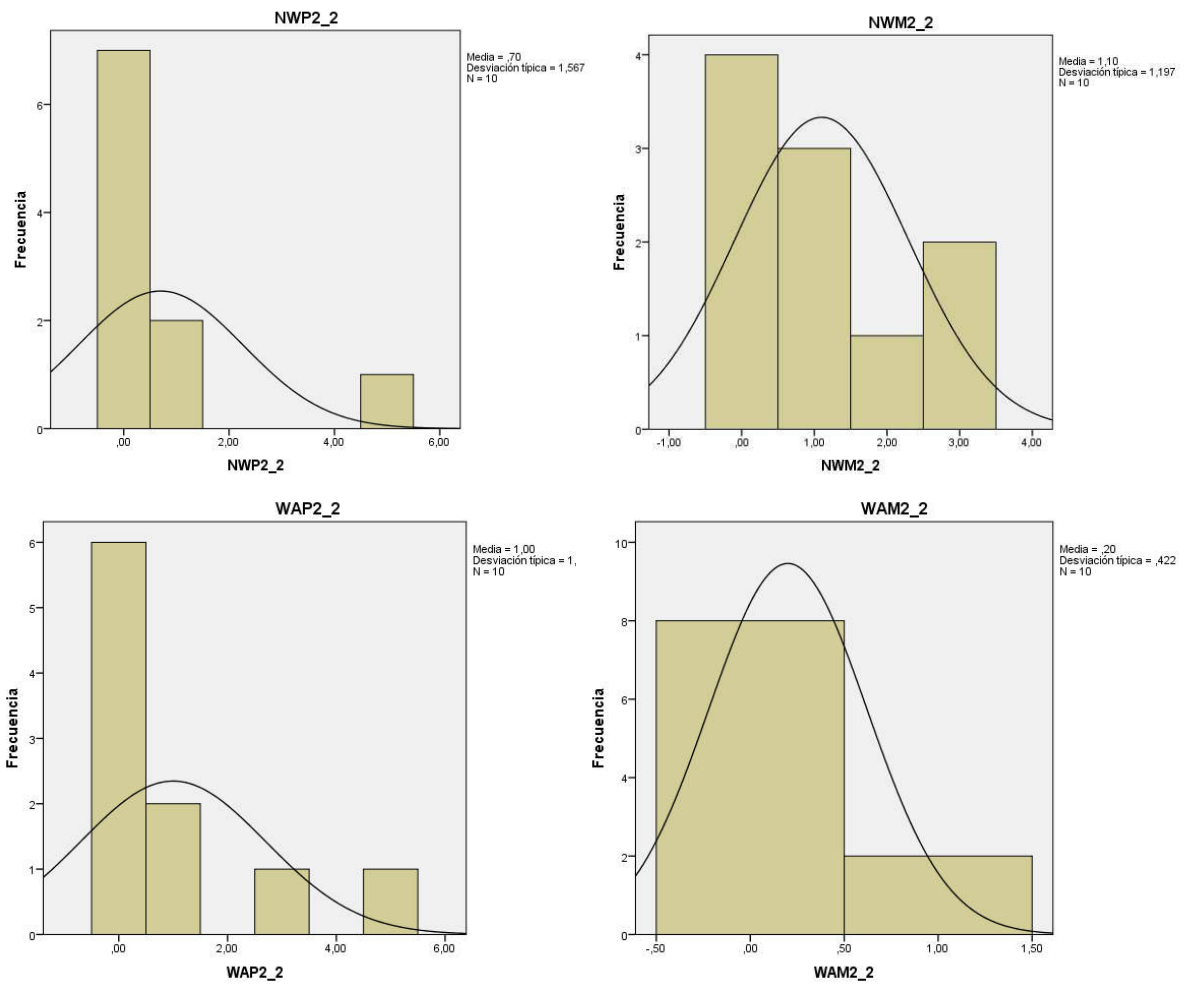 NWP2_2
Media = ,70
Desviación típica = 1,567
N = 10
Frecuencia
6
4
2
0
,00 2,00 4,00 6,00
NWP2_2
NWM2_2
Media = 1,10
Desviación típica = 1,197
N = 10
Frecuencia
4
3
2
1
0
-1,00 ,00 1,00 2,00 3,00 4,00
NWM2_2
WAP2_2
Media = 1,00
Desviación típica = 1,
N = 10
Frecuencia
6
5
4
3
2
1
0
,00 2,00 4,00 6,00
WAP2_2
WAM2_2
Media = ,20
Desviación típica = ,422
N = 10
Frecuencia
10
8
6
4
2
0
-,50 ,00 ,50 1,00 1,50
WAM2_2